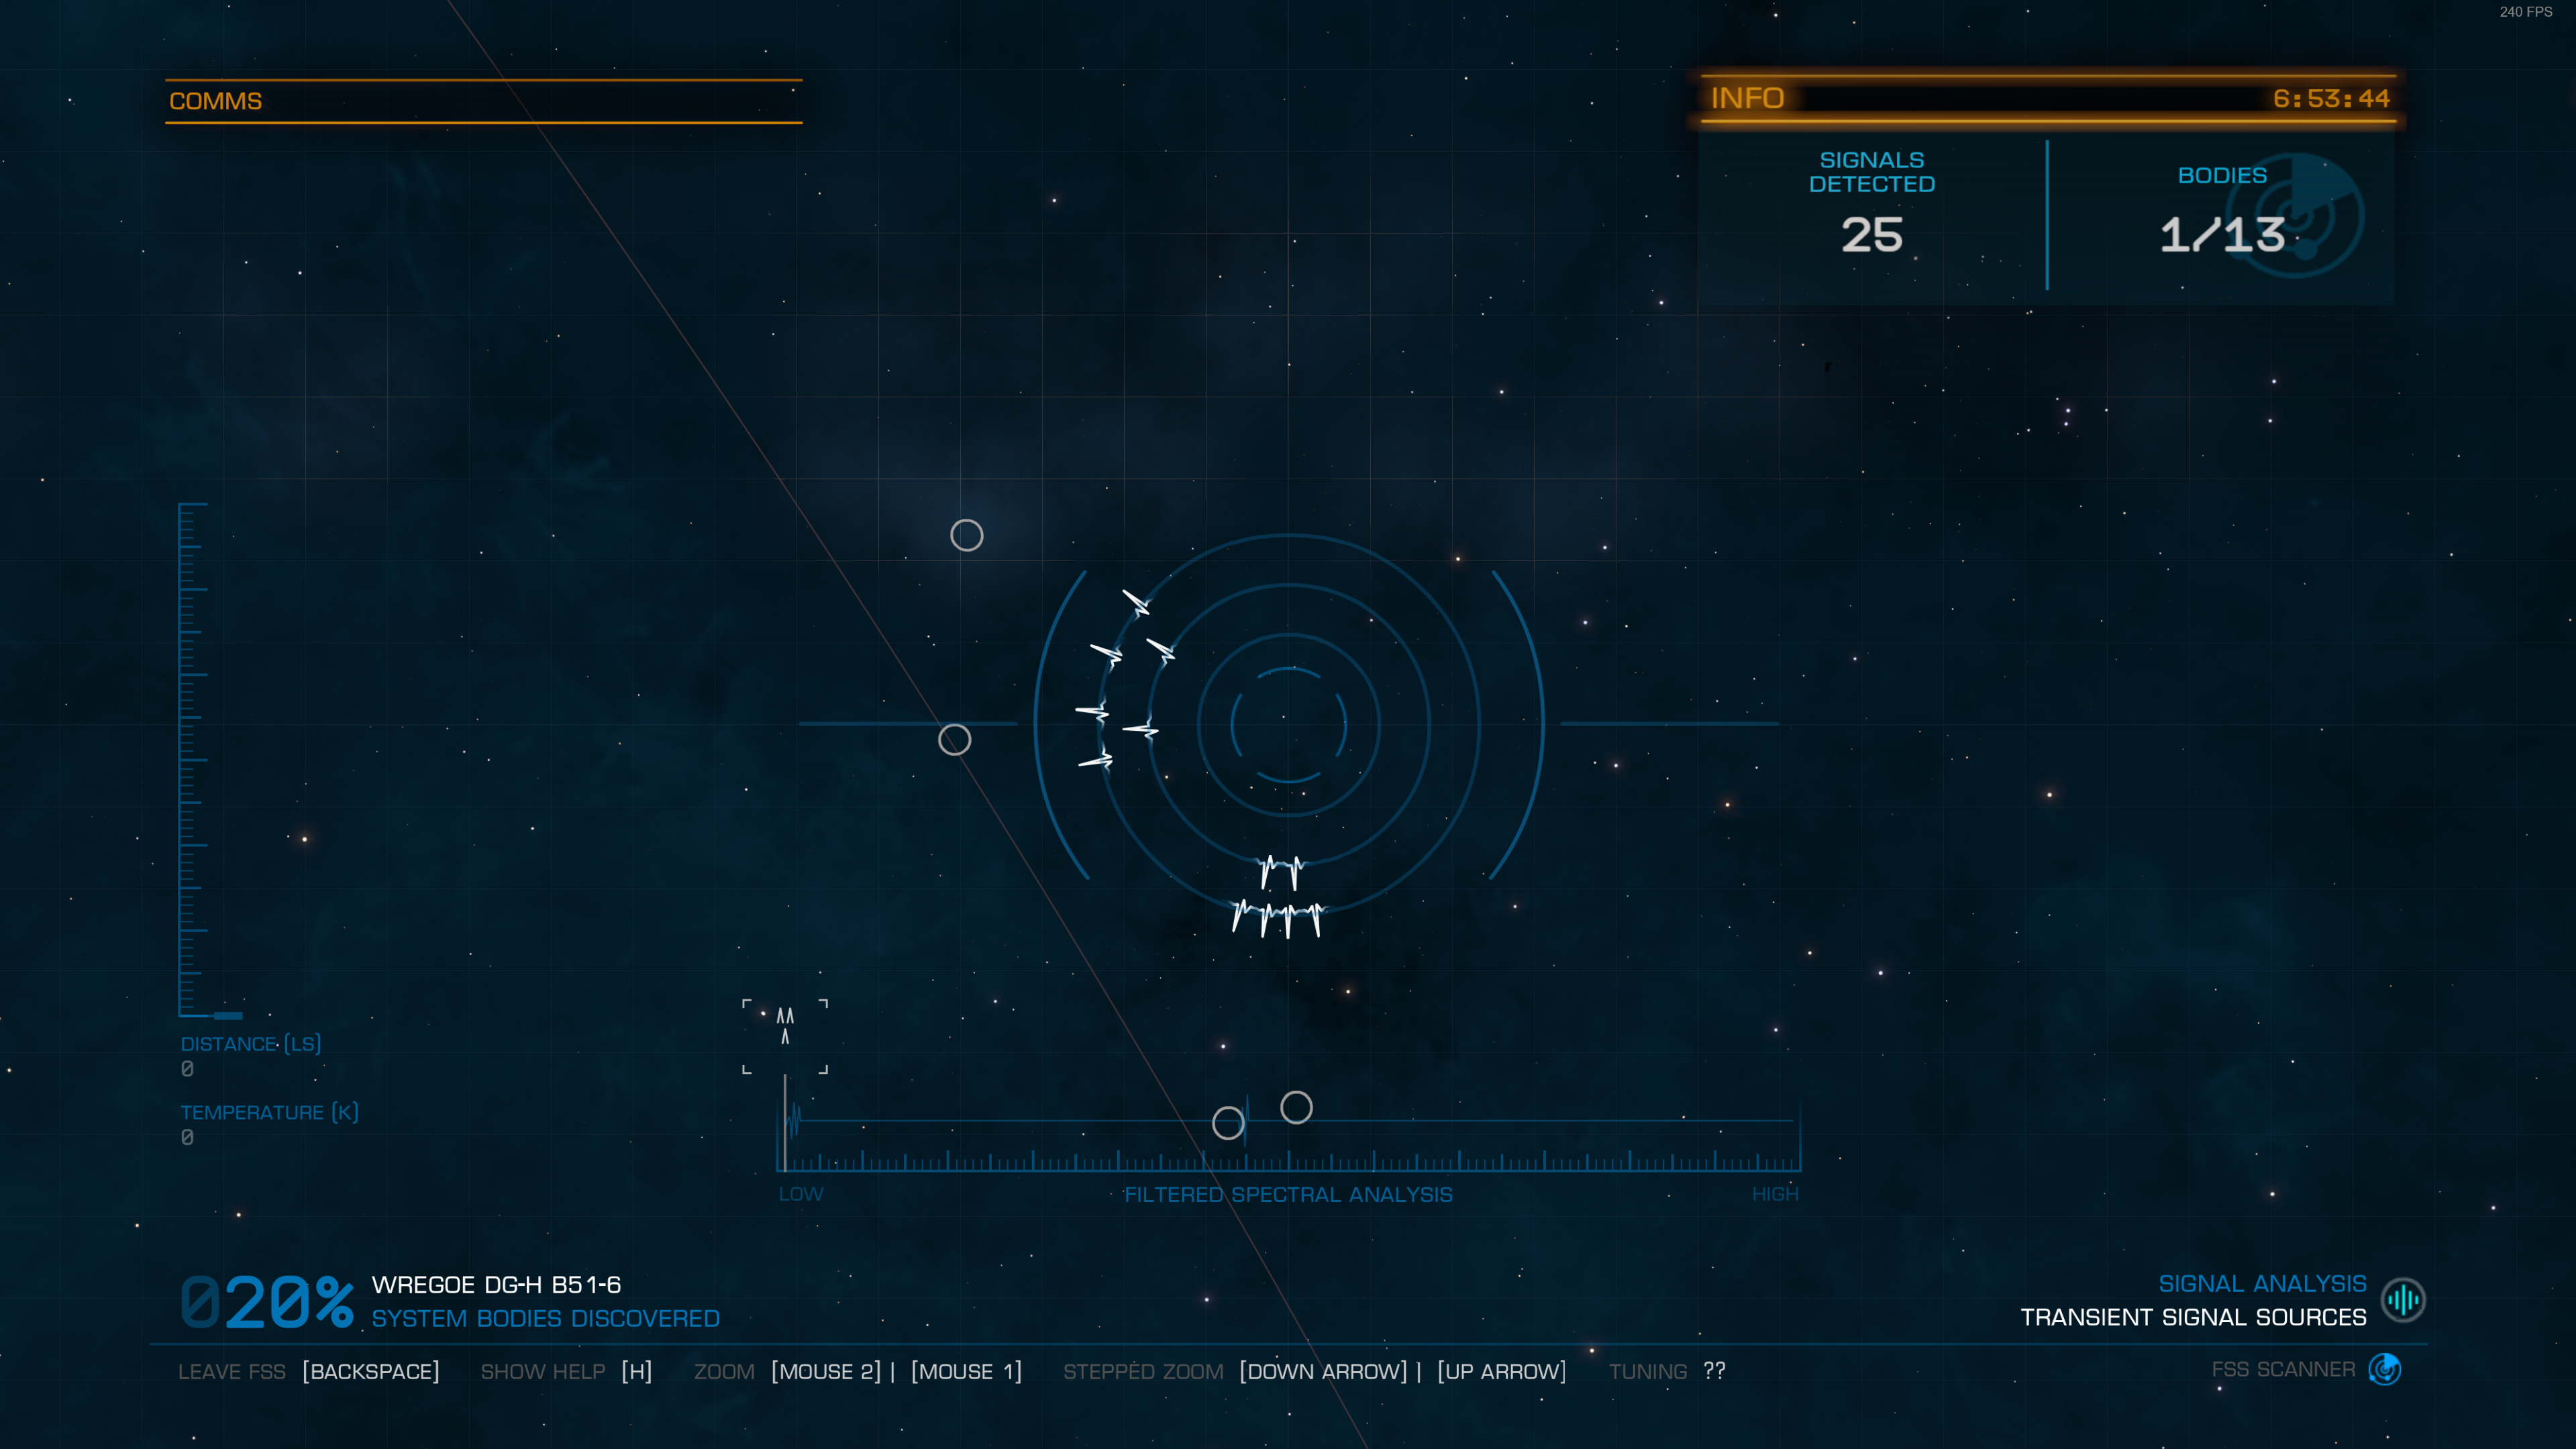 240 FPS
COMMS
INFO 6:53:44
SIGNALS
DETECTED
25
BODIES
1/13
DISTANCE (LS)
0
TEMPERATURE (K)
0
LOW FILTERED SPECTRAL ANALYSIS HIGH
020% WREGOE DG-H B51-6
SYSTEM BODIES DISCOVERED
SIGNAL ANALYSIS
TRANSIENT SIGNAL SOURCES
LEAVE FSS [BACKSPACE] SHOW HELP [H] ZOOM [MOUSE 2] | [MOUSE 1] STEPPED ZOOM [DOWN ARROW] | [UP ARROW] TUNING ??
FSS SCANNER